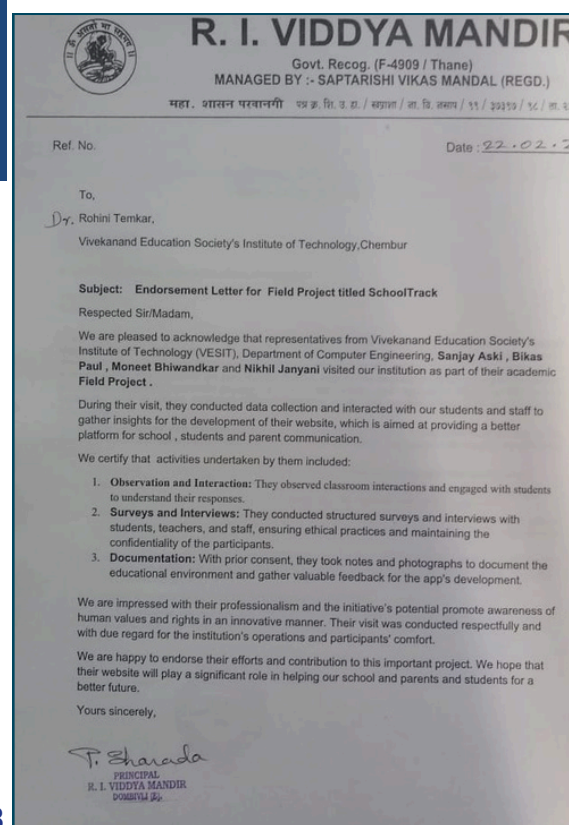 R. I. VIDDYA MANDIR
Govt. Recog. (F-4909 / Thane)
MANAGED BY :- SAPTARISHI VIKAS MANDAL (REGD.)
महा. शासन परवानगी
Ref. No.
Date : 22.02.2
To,
Dr. Rohini Temkar,
Vivekanand Education Society's Institute of Technology,Chembur
Subject: Endorsement Letter for Field Project titled SchoolTrack
Respected Sir/Madam,
We are pleased to acknowledge that representatives from Vivekanand Education Society's
Institute of Technology (VESIT), Department of Computer Engineering, Sanjay Aski , Bikas
Paul , Moneet Bhiwandkar and Nikhil Janyani visited our institution as part of their academic
Field Project .
During their visit, they conducted data collection and interacted with our students and staff to
gather insights for the development of their website, which is aimed at providing a better
platform for school , students and parent communication.
We certify that activities undertaken by them included:
1. Observation and Interaction: They observed classroom interactions and engaged with students
to understand their responses.
2. Surveys and Interviews: They conducted structured surveys and interviews with
students, teachers, and staff, ensuring ethical practices and maintaining the
confidentiality of the participants.
3. Documentation: With prior consent, they took notes and photographs to document the
educational environment and gather valuable feedback for the app's development.
We are impressed with their professionalism and the initiative's potential promote awareness of
human values and rights in an innovative manner. Their visit was conducted respectfully and
with due regard for the institution's operations and participants' comfort.
We are happy to endorse their efforts and contribution to this important project. We hope that
their website will play a significant role in helping our school and parents and students for a
better future.
Yours sincerely,
P. Sharada
PRINCIPAL
R. I. VIDDYA MANDIR
DOMBIVLI (E).